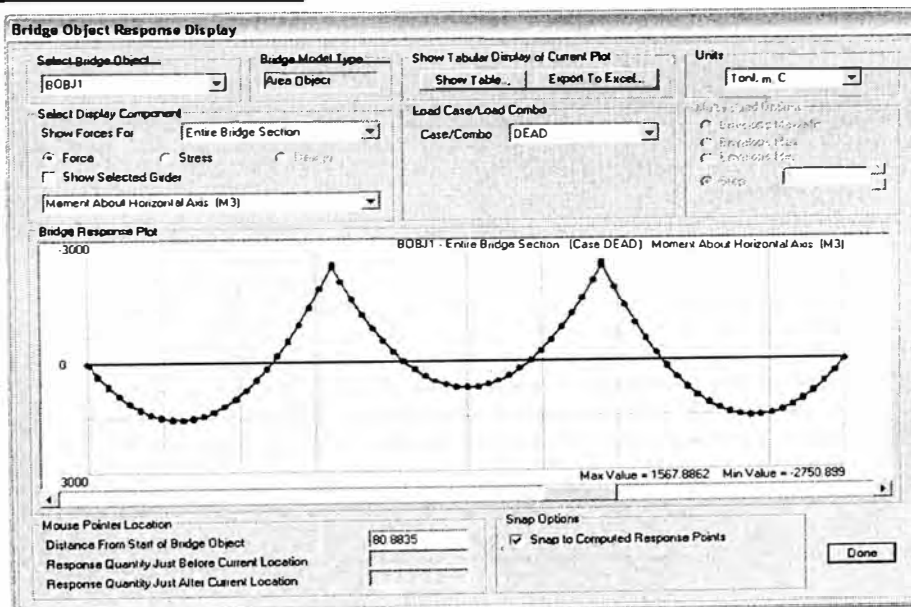 Bridge Object Response Display
Select Bridge Object
BOBJ1
Bridge Model Type
Area Object
Show Tabular Display of Current Plot
Show Table...
Export To Excel...
Units
Tonf, m, C
Select Display Component
Show Forces For
Entire Bridge Section
Force
Stress
Design
Show Selected Girder
Moment About Horizontal Axis (M3)
Load Case/Load Combo
Case/Combo
DEAD
Step
Bridge Response Plot
BOBJ1 - Entire Bridge Section (Case DEAD) Moment About Horizontal Axis (M3)
-3000
0
3000
Max Value = 1567.8862 Min Value = -2750.899
Mouse Pointer Location
Distance From Start of Bridge Object
80.8835
Response Quantity Just Before Current Location
Response Quantity Just After Current Location
Snap Options
Snap to Computed Response Points
Done